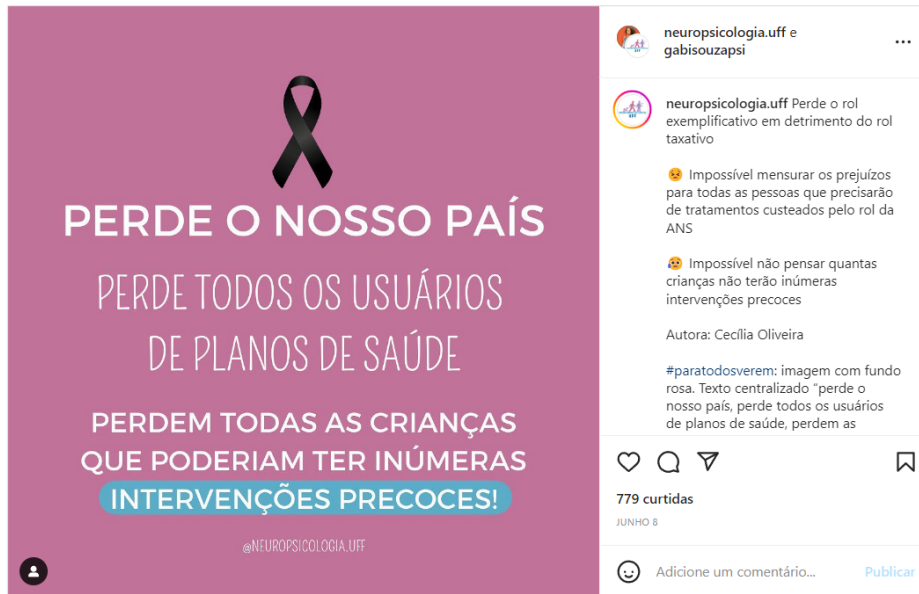 PERDE O NOSSO PAÍS
PERDE TODOS OS USUÁRIOS
DE PLANOS DE SAÚDE
PERDEM TODAS AS CRIANÇAS
QUE PODERIAM TER INÚMERAS
INTERVENÇÕES PRECOCES!
@NEUROPSICOLOGIA.UFF
neuropsicologia.uff e
gabisouzapsi
neuropsicologia.uff Perde o rol
exemplificativo em detrimento do rol
taxativo
Impossível mensurar os prejuízos
para todas as pessoas que precisarão
de tratamentos custeados pelo rol da
ANS
Impossível não pensar quantas
crianças não terão inúmeras
intervenções precoces
Autora: Cecília Oliveira
#paratodosverem: imagem com fundo
rosa. Texto centralizado "perde o
nosso país, perde todos os usuários
de planos de saúde, perdem as
779 curtidas
JUNHO 8
Adicione um comentário...
Publicar